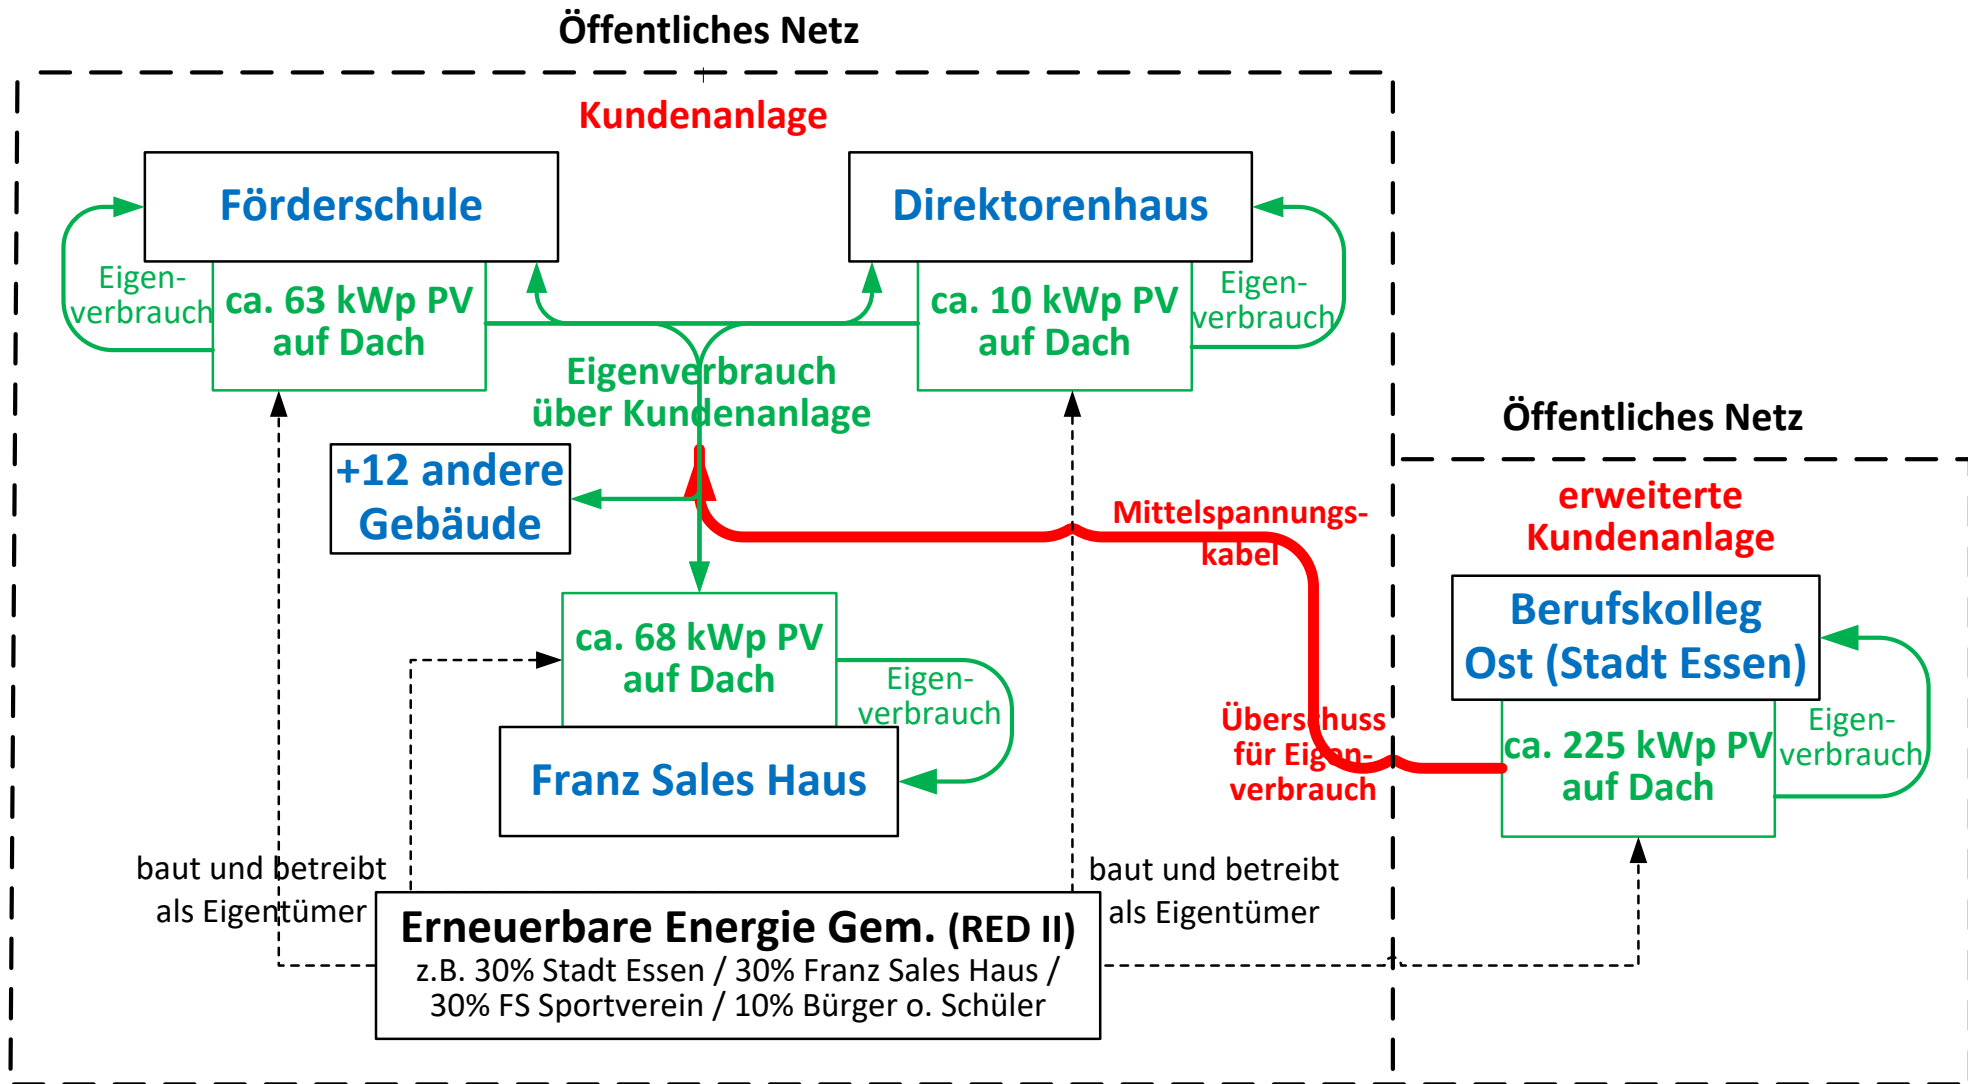 Öffentliches Netz
Kundenanlage
Förderschule
Direktorenhaus
Eigen-
verbrauch
ca. 63 kWp PV
auf Dach
ca. 10 kWp PV
auf Dach
Eigen-
verbrauch
Eigenverbrauch
über Kundenanlage
+12 andere
Gebäude
Öffentliches Netz
erweiterte
Kundenanlage
Mittelspannungs-
kabel
Berufskolleg
Ost (Stadt Essen)
ca. 68 kWp PV
auf Dach
Eigen-
verbrauch
Franz Sales Haus
Überschuss
für Eigen-
verbrauch
ca. 225 kWp PV
auf Dach
Eigen-
verbrauch
baut und betreibt
als Eigentümer
baut und betreibt
als Eigentümer
Erneuerbare Energie Gem. (RED II)
z.B. 30% Stadt Essen / 30% Franz Sales Haus /
30% FS Sportverein / 10% Bürger o. Schüler